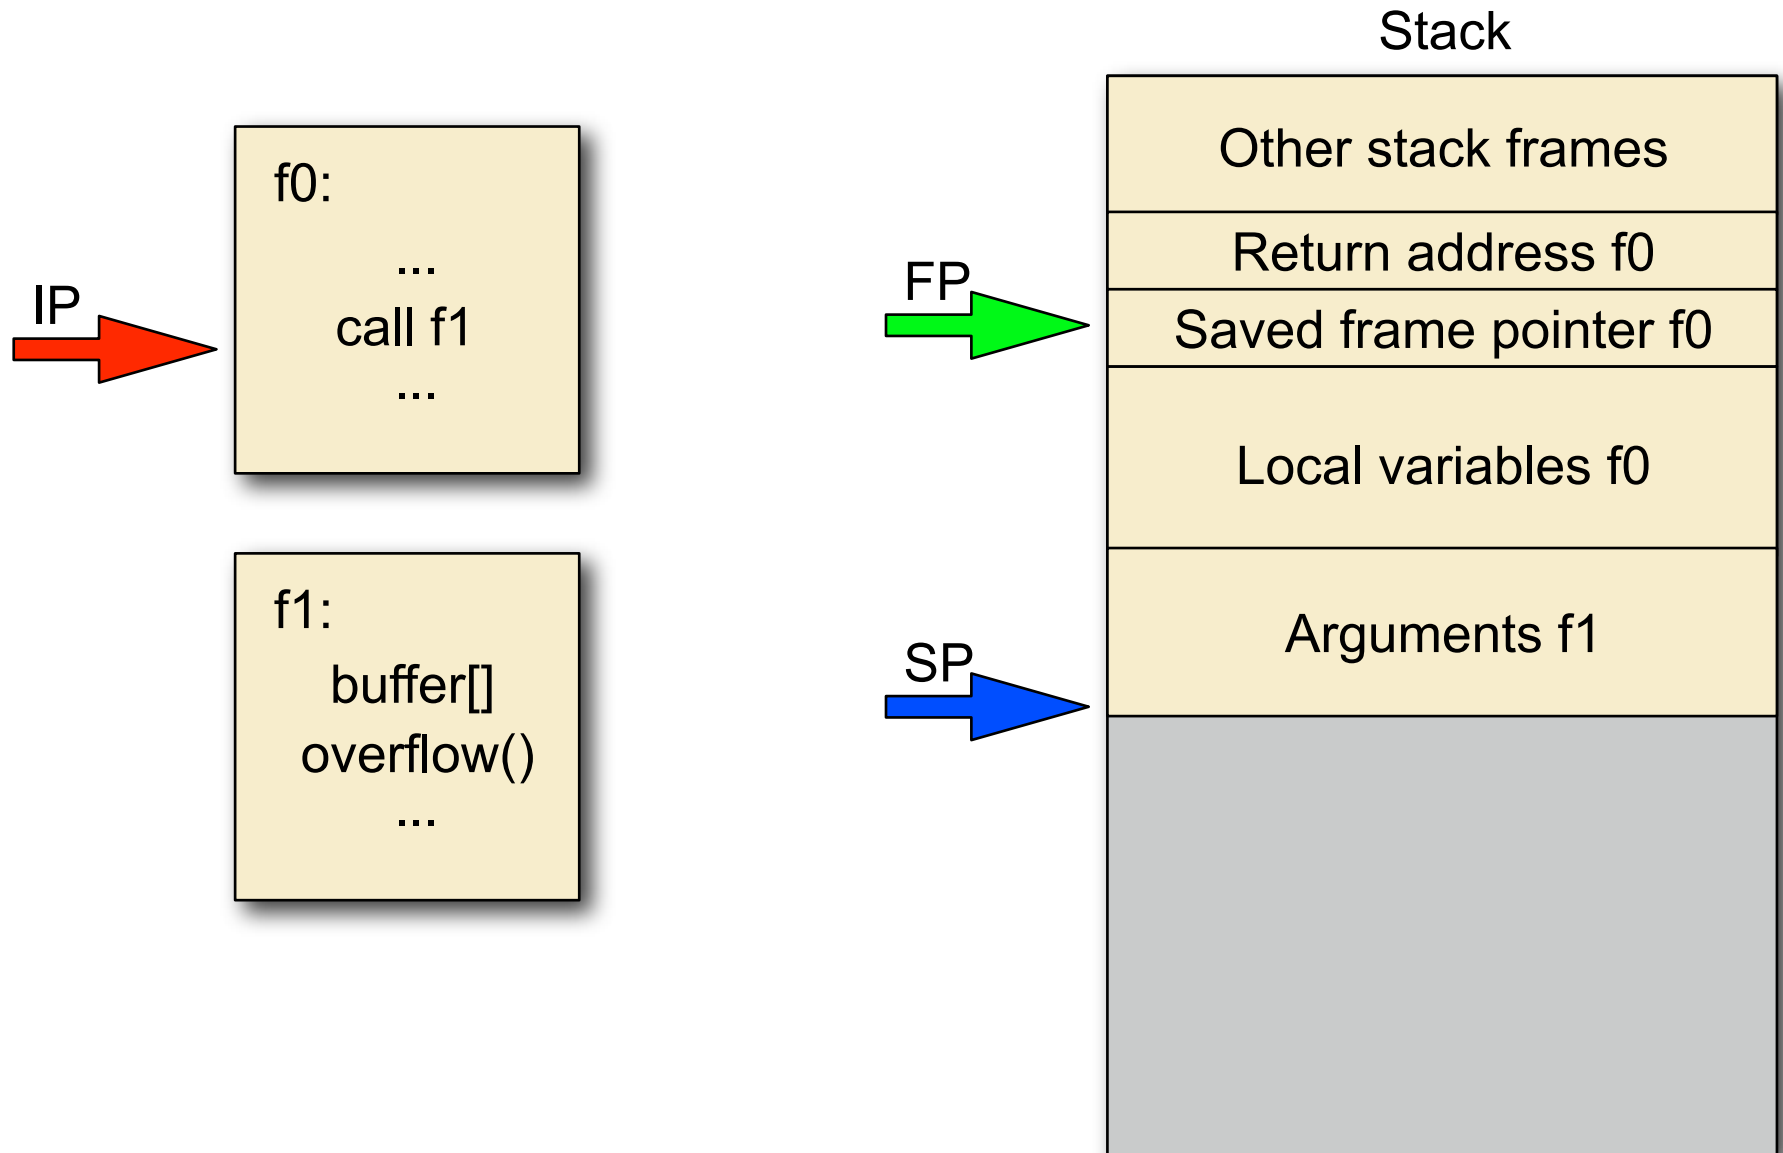 Stack
f0:
...
call f1
...
IP
f1:
buffer[]
overflow()
...
FP
SP
Other stack frames
Return address f0
Saved frame pointer f0
Local variables f0
Arguments f1